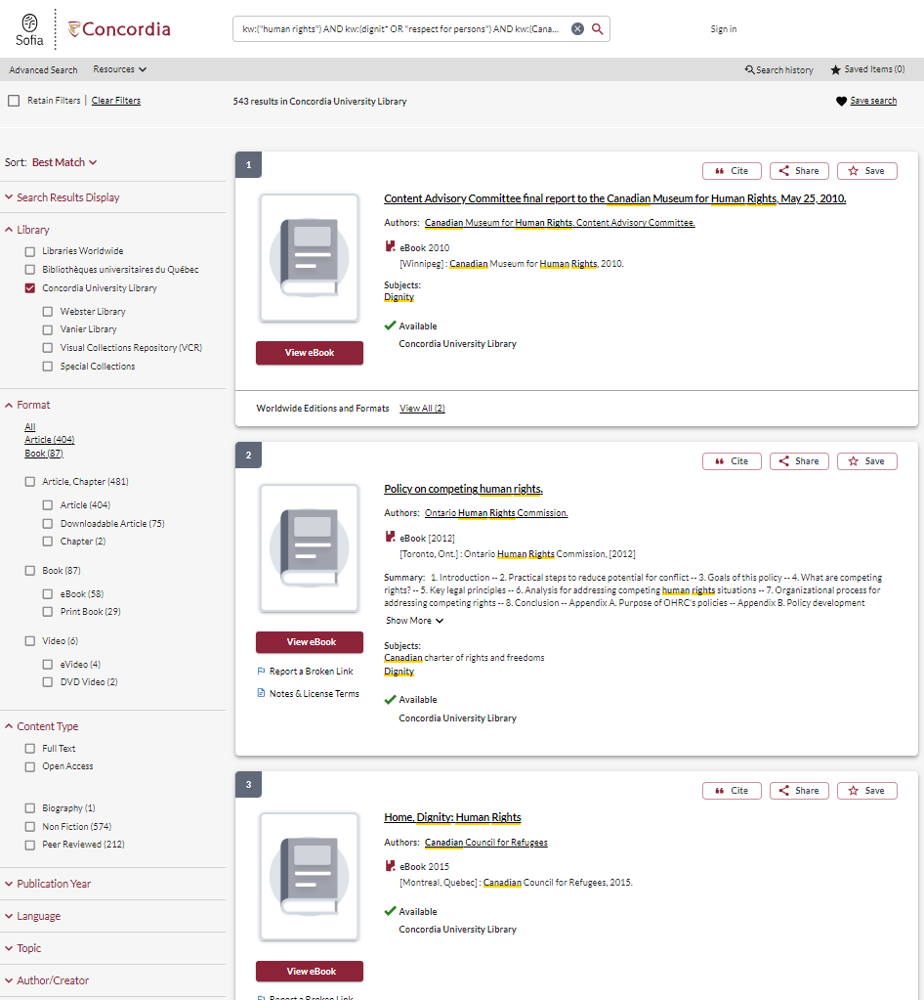 Sofia
Concordia
kw:("human rights") AND kw:(dignit* OR "respect for persons") AND kw:(Cana...
Sign in
Advanced Search Resources
Search history Saved Items (0)
Retain Filters | Clear Filters
543 results in Concordia University Library
Save search
Sort: Best Match
Search Results Display
Library
Libraries Worldwide
Bibliothèques universitaires du Québec
Concordia University Library
Webster Library
Vanier Library
Visual Collections Repository (VCR)
Special Collections
Format
All
Article (404)
Book (87)
Article, Chapter (481)
Article (404)
Downloadable Article (75)
Chapter (2)
Book (87)
eBook (58)
Print Book (29)
Video (6)
eVideo (4)
DVD Video (2)
Content Type
Full Text
Open Access
Biography (1)
Non Fiction (574)
Peer Reviewed (212)
Publication Year
Language
Topic
Author/Creator
1
Cite Share Save
Content Advisory Committee final report to the Canadian Museum for Human Rights, May 25, 2010.
Authors: Canadian Museum for Human Rights. Content Advisory Committee.
eBook 2010
[Winnipeg] : Canadian Museum for Human Rights, 2010.
Subjects:
Dignity
Available
Concordia University Library
View eBook
Worldwide Editions and Formats View All (2)
2
Cite Share Save
Policy on competing human rights.
Authors: Ontario Human Rights Commission.
eBook [2012]
[Toronto, Ont.] : Ontario Human Rights Commission, [2012]
Summary: 1. Introduction -- 2. Practical steps to reduce potential for conflict -- 3. Goals of this policy -- 4. What are competing
rights? -- 5. Key legal principles -- 6. Analysis for addressing competing human rights situations -- 7. Organizational process for
addressing competing rights -- 8. Conclusion -- Appendix A. Purpose of OHRC's policies -- Appendix B. Policy development
Show More
View eBook
Report a Broken Link
Notes & License Terms
Subjects:
Canadian charter of rights and freedoms
Dignity
Available
Concordia University Library
3
Cite Share Save
Home, Dignity: Human Rights
Authors: Canadian Council for Refugees
eBook 2015
[Montreal, Quebec] : Canadian Council for Refugees, 2015.
Available
Concordia University Library
View eBook
Report a Broken Link